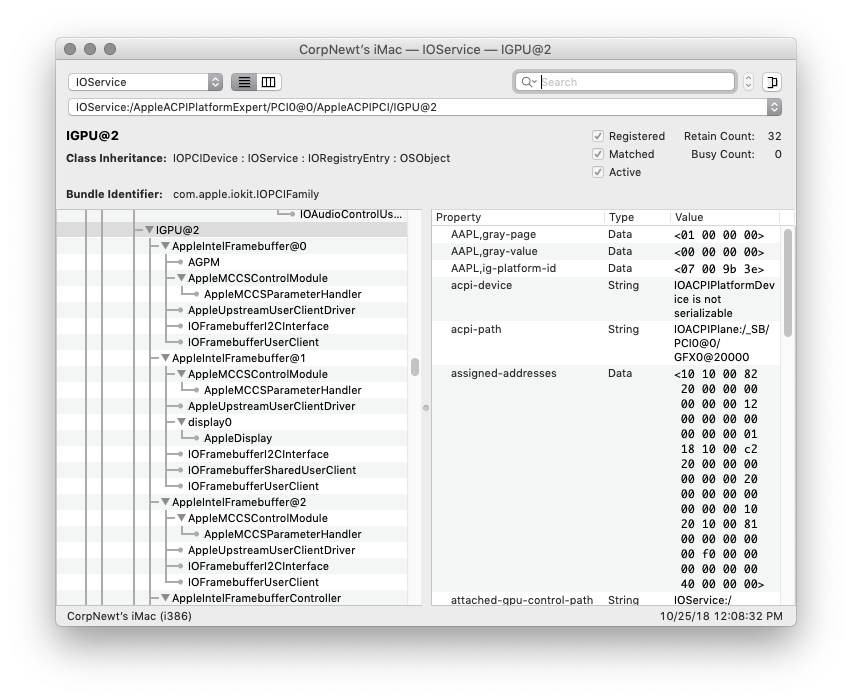 CorpNewt's iMac — IOService — IGPU@2
IOService
Search
IOService:/AppleACPIPlatformExpert/PCI0@0/AppleACPIPCI/IGPU@2
IGPU@2
Registered Retain Count: 32
Class Inheritance: IOPCIDevice : IOService : IORegistryEntry : OSObject
Matched Busy Count: 0
Active
Bundle Identifier: com.apple.iokit.IOPCIFamily
IOAudioControlUs...
IGPU@2
AppleIntelFramebuffer@0
AGPM
AppleMCCSControlModule
AppleMCCSParameterHandler
AppleUpstreamUserClientDriver
IOFramebufferI2CInterface
IOFramebufferUserClient
AppleIntelFramebuffer@1
AppleMCCSControlModule
AppleMCCSParameterHandler
AppleUpstreamUserClientDriver
display0
AppleDisplay
IOFramebufferI2CInterface
IOFramebufferSharedUserClient
IOFramebufferUserClient
AppleIntelFramebuffer@2
AppleMCCSControlModule
AppleMCCSParameterHandler
AppleUpstreamUserClientDriver
IOFramebufferI2CInterface
IOFramebufferUserClient
AppleIntelFramebufferController
Property Type Value
AAPL,gray-page Data <01 00 00 00>
AAPL,gray-value Data <00 00 00 00>
AAPL,ig-platform-id Data <07 00 9b 3e>
acpi-device String IOACPIPlatformDev
ice is not
serializable
acpi-path String IOACPIPlane:/_SB/
PCI0@0/
GFX0@20000
assigned-addresses Data <10 10 00 82
20 00 00 00
00 00 00 12
00 00 00 00
00 00 00 01
18 10 00 c2
20 00 00 00
00 00 00 20
00 00 00 00
00 00 00 10
20 10 00 81
00 00 00 00
00 f0 00 00
00 00 00 00
40 00 00 00>
attached-gpu-control-path String IOService:/
CorpNewt's iMac (i386)
10/25/18 12:08:32 PM